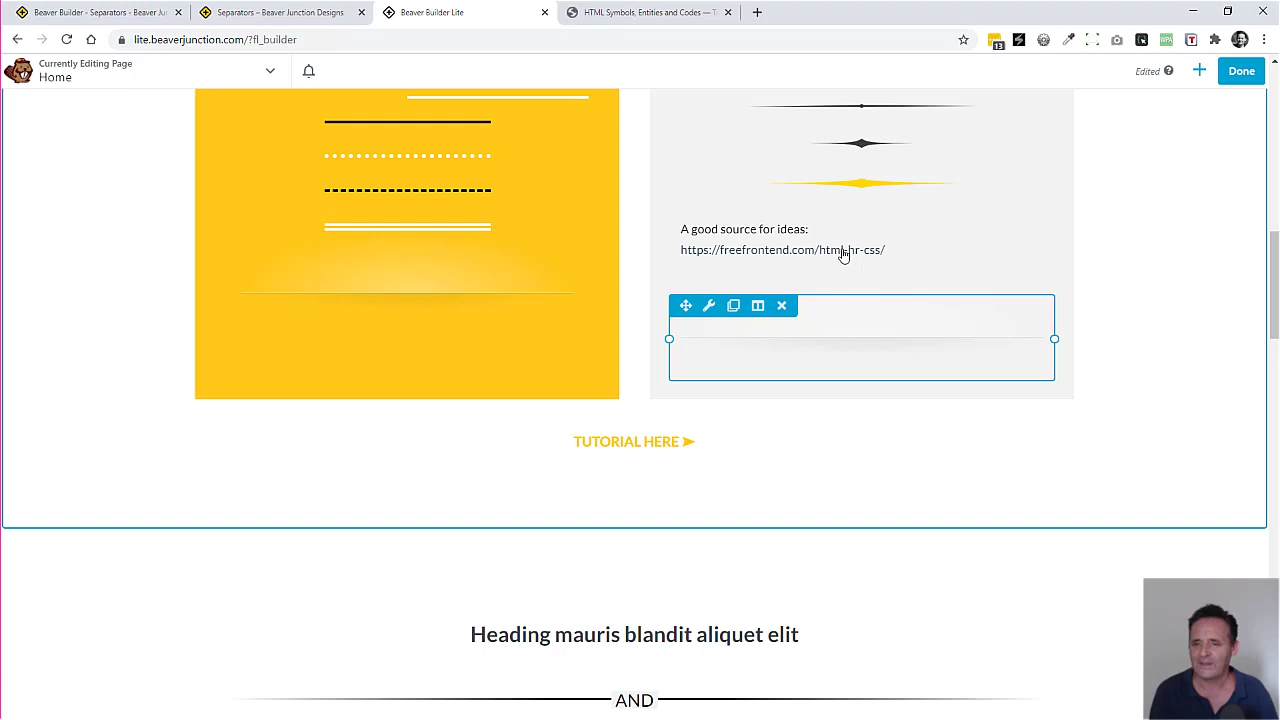 Beaver Builder - Separators - Beaver Ju
Separators – Beaver Junction Designs
Beaver Builder Lite
HTML Symbols, Entities and Codes — T
lite.beaverjunction.com/?fl_builder
13
WPA
T
Currently Editing Page
Home
Edited
Done
A good source for ideas:
https://freefrontend.com/html-hr-css/
TUTORIAL HERE ➤
Heading mauris blandit aliquet elit
AND